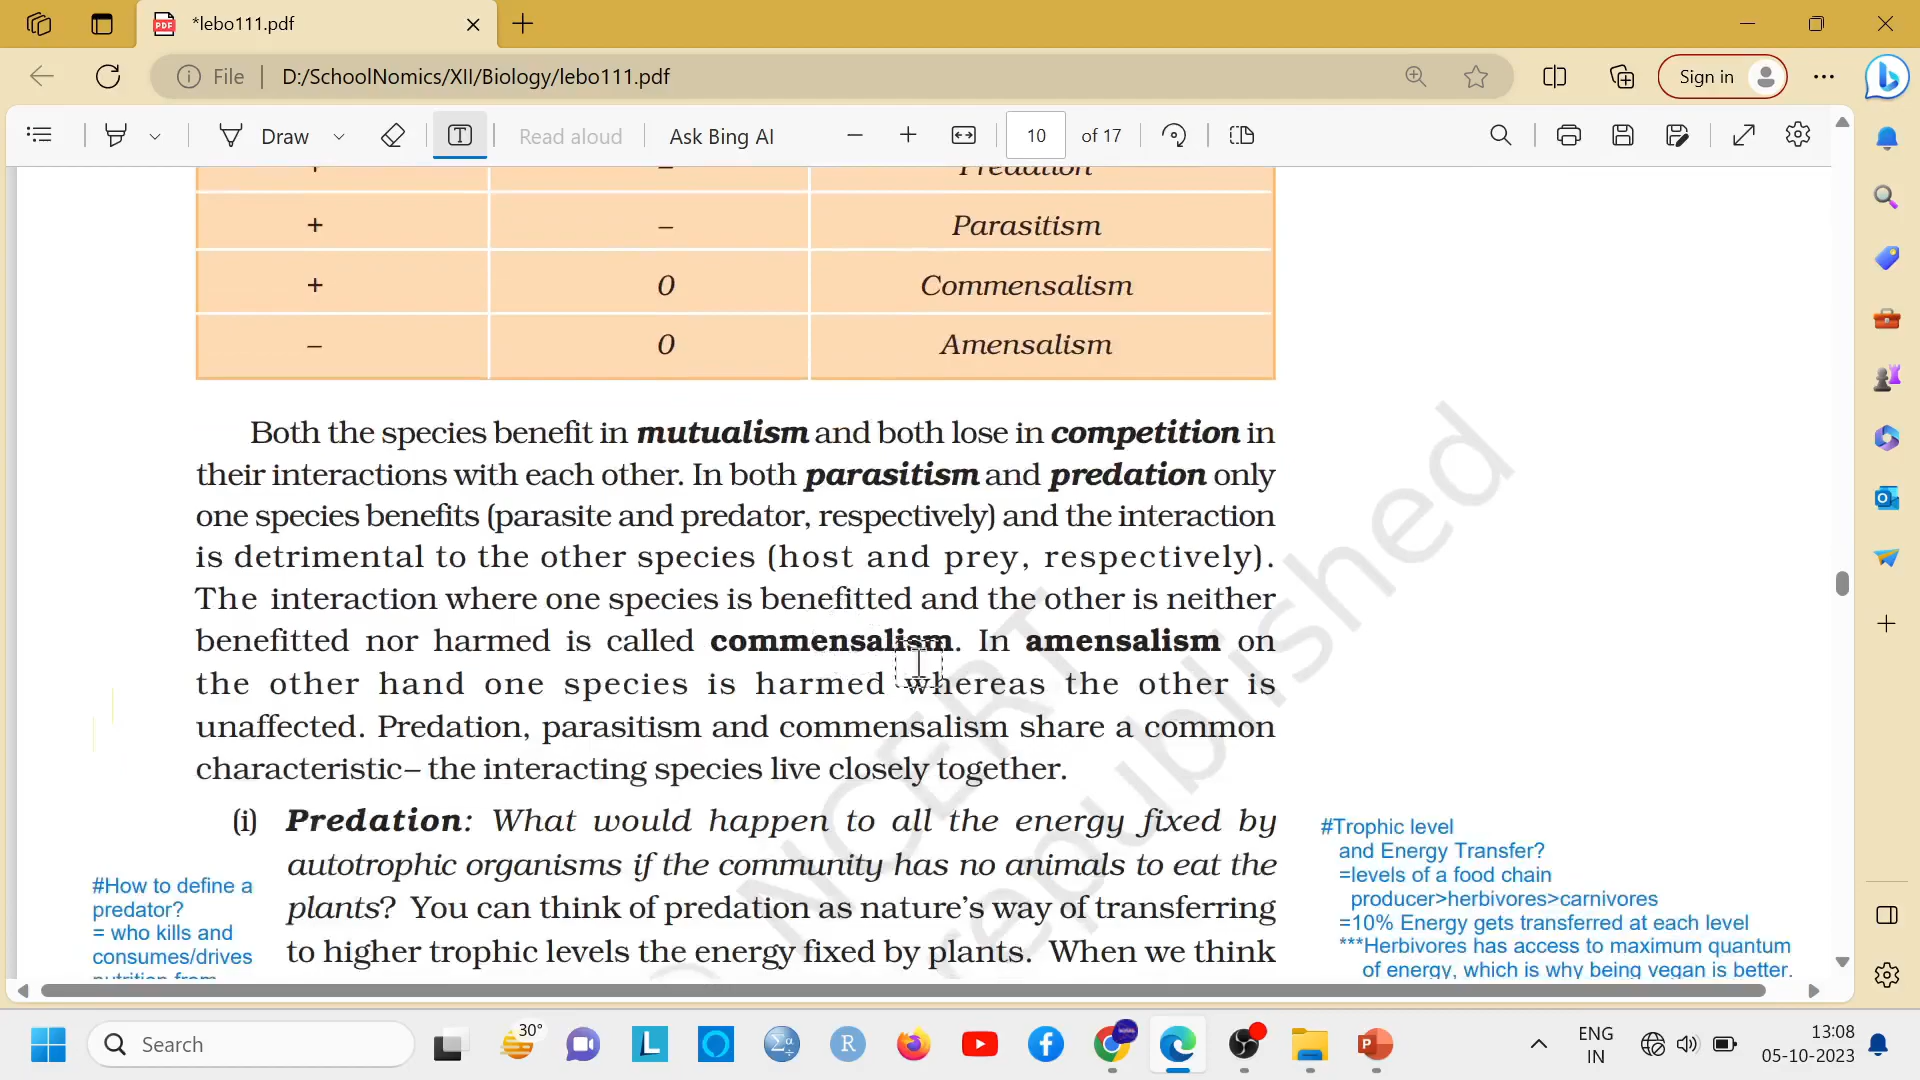 *lebo111.pdf
File
D:/SchoolNomics/XII/Biology/lebo111.pdf
Sign in
Draw
Read aloud
Ask Bing AI
10 of 17
+ – Predation
+ – Parasitism
+ 0 Commensalism
– 0 Amensalism
Both the species benefit in mutualism and both lose in competition in
their interactions with each other. In both parasitism and predation only
one species benefits (parasite and predator, respectively) and the interaction
is detrimental to the other species (host and prey, respectively).
The interaction where one species is benefitted and the other is neither
benefitted nor harmed is called commensalism. In amensalism on
the other hand one species is harmed whereas the other is
unaffected. Predation, parasitism and commensalism share a common
characteristic– the interacting species live closely together.
(i) Predation: What would happen to all the energy fixed by
autotrophic organisms if the community has no animals to eat the
plants? You can think of predation as nature's way of transferring
to higher trophic levels the energy fixed by plants. When we think
#How to define a
predator?
= who kills and
consumes/drives
nutrition from
#Trophic level
and Energy Transfer?
=levels of a food chain
producer>herbivores>carnivores
=10% Energy gets transferred at each level
***Herbivores has access to maximum quantum
of energy, which is why being vegan is better.
© NCERT
republished
Search
30°
ENG
IN
13:08
05-10-2023